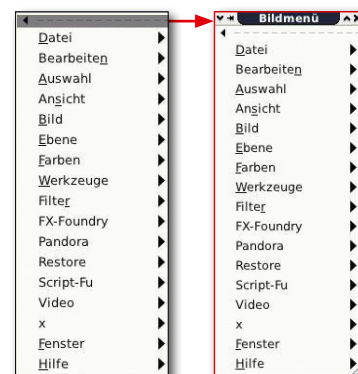 Datei
Bearbeiten
Auswahl
Ansicht
Bild
Ebene
Farben
Werkzeuge
Filter
FX-Foundry
Pandora
Restore
Script-Fu
Video
x
Fenster
Hilfe
Bildmenü
Datei
Bearbeiten
Auswahl
Ansicht
Bild
Ebene
Farben
Werkzeuge
Filter
FX-Foundry
Pandora
Restore
Script-Fu
Video
x
Fenster
Hilfe